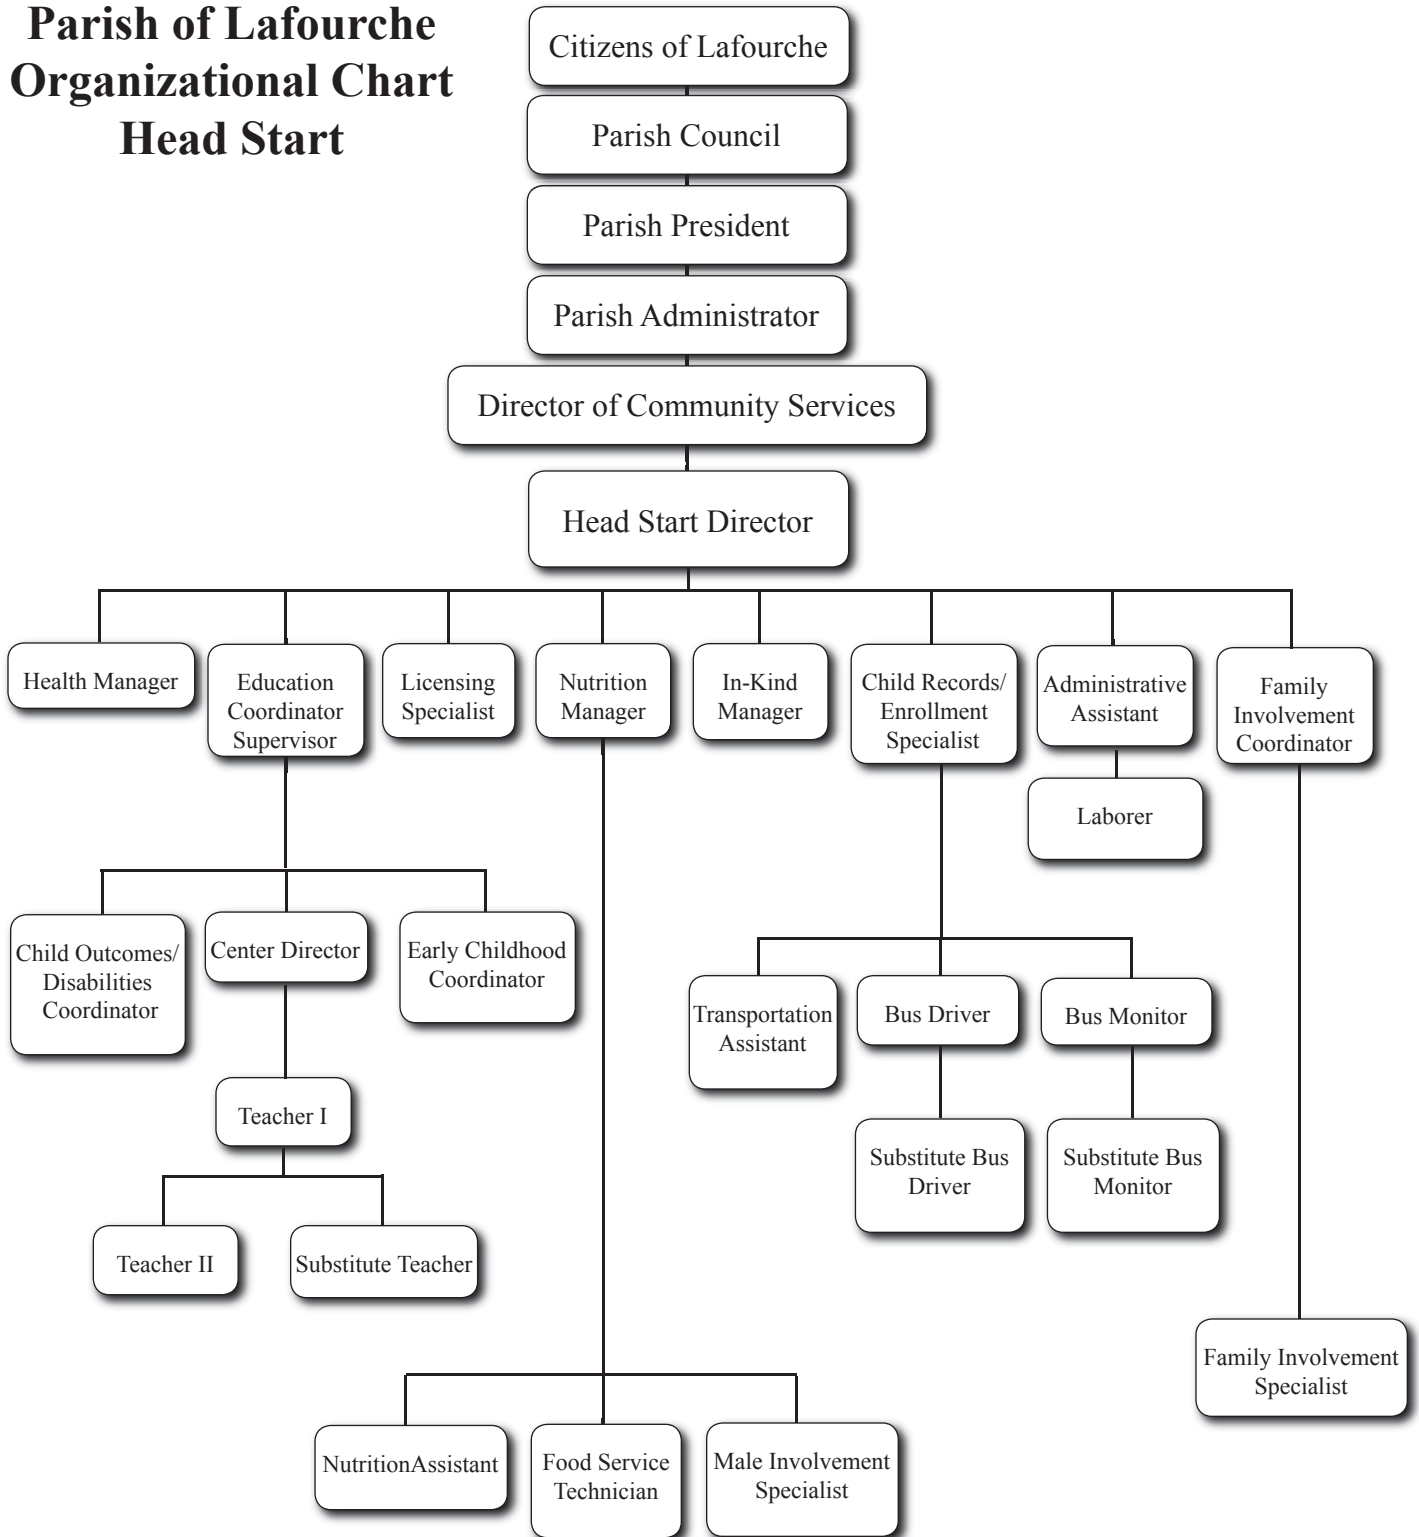 Parish of Lafourche
Organizational Chart
Head Start
Citizens of Lafourche
Parish Council
Parish President
Parish Administrator
Director of Community Services
Head Start Director
Health Manager
Education
Coordinator
Supervisor
Licensing
Specialist
Nutrition
Manager
In-Kind
Manager
Child Records/
Enrollment
Specialist
Administrative
Assistant
Family
Involvement
Coordinator
Laborer
Child Outcomes/
Disabilities
Coordinator
Center Director
Early Childhood
Coordinator
Transportation
Assistant
Bus Driver
Bus Monitor
Teacher I
Substitute Bus
Driver
Substitute Bus
Monitor
Teacher II
Substitute Teacher
Family Involvement
Specialist
NutritionAssistant
Food Service
Technician
Male Involvement
Specialist